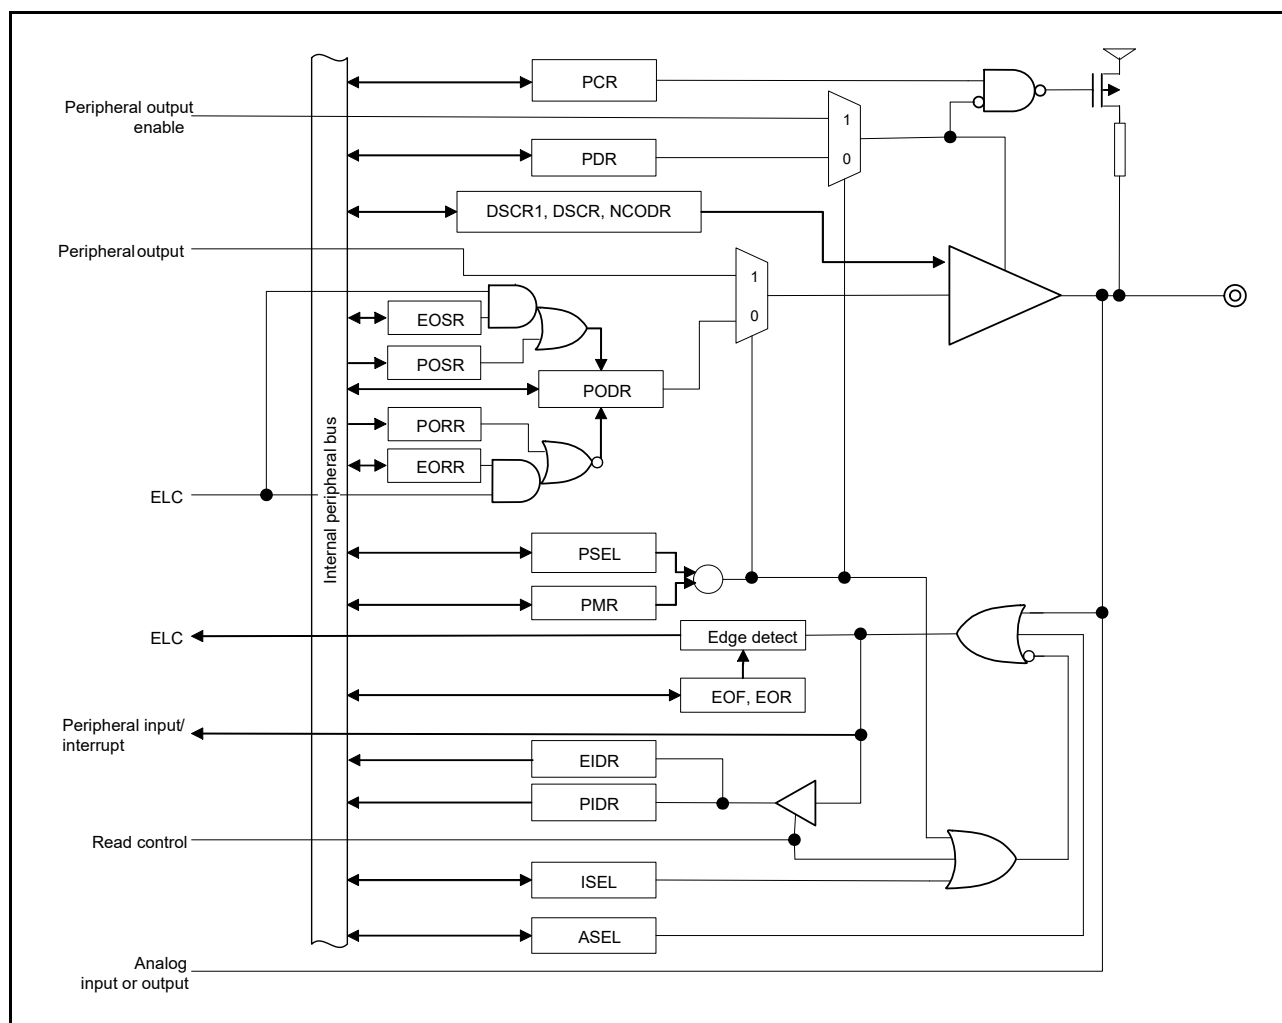 PCR
Peripheral output
enable
1
PDR
0
DSCR1, DSCR, NCODR
Peripheral output
1
EOSR
0
POSR
PODR
PORR
EORR
Internal peripheral bus
ELC
PSEL
PMR
ELC
Edge detect
EOF, EOR
Peripheral input/
interrupt
EIDR
PIDR
Read control
ISEL
ASEL
Analog
input or output